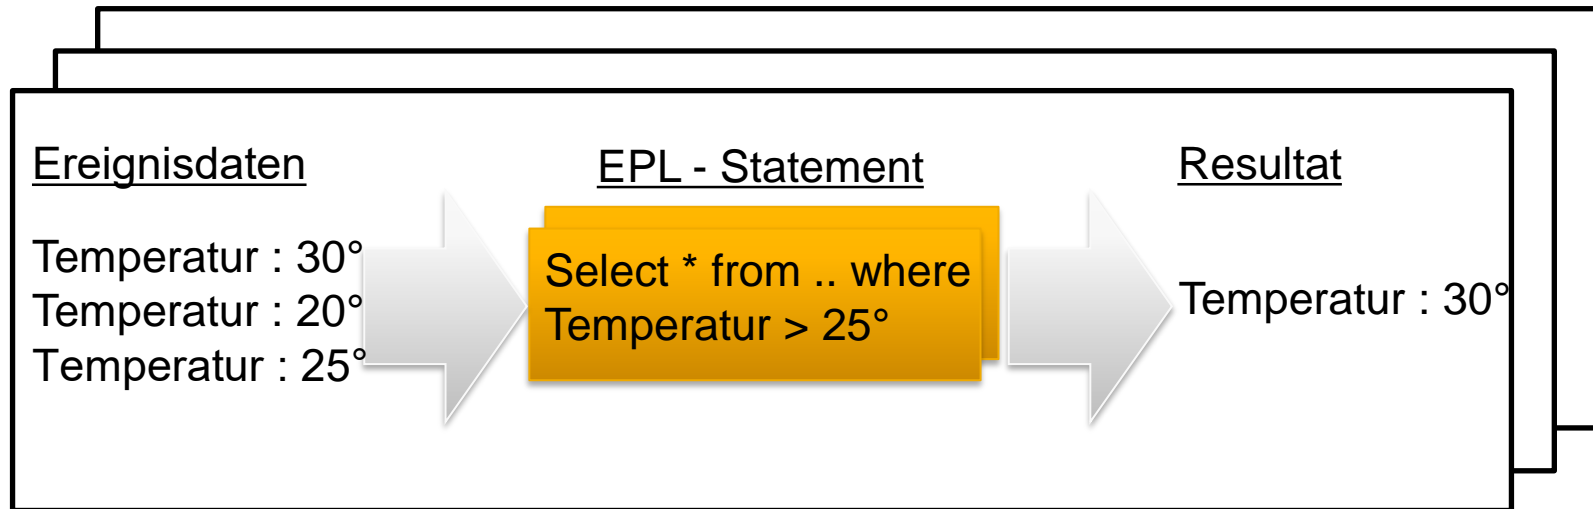 Ereignisdaten
Temperatur : 30°
Temperatur : 20°
Temperatur : 25°
EPL - Statement
Select * from .. where
Temperatur > 25°
Resultat
Temperatur : 30°